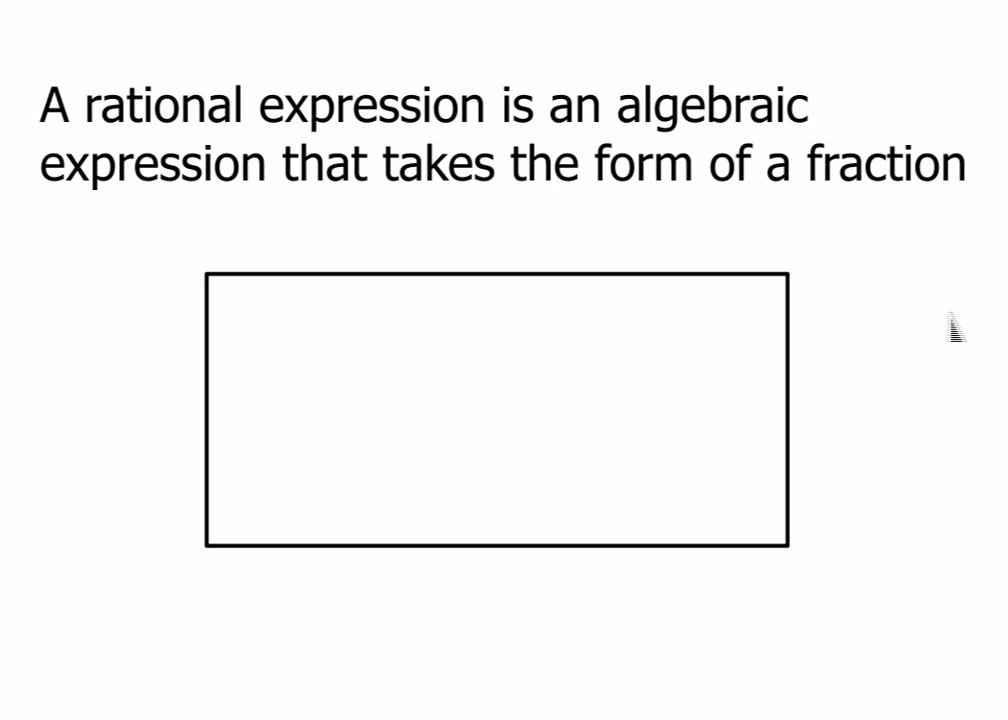 A rational expression is an algebraic
expression that takes the form of a fraction